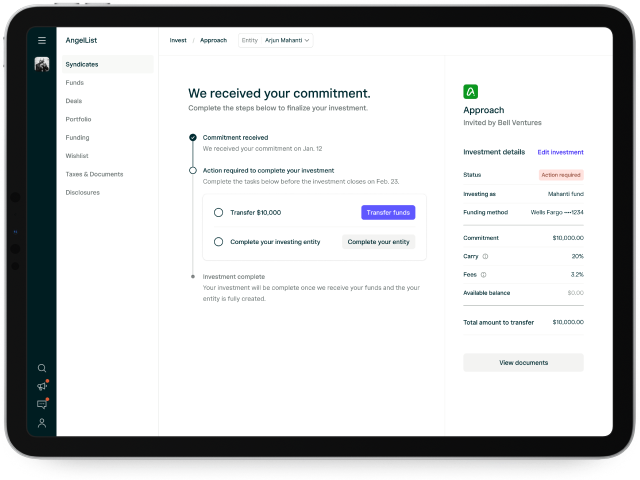 AngelList
Syndicates
Funds
Deals
Portfolio
Funding
Wishlist
Taxes & Documents
Disclosures
Invest / Approach Entity Arjun Mahanti
We received your commitment.
Complete the steps below to finalize your investment.
Commitment received
We received your commitment on Jan. 12
Action required to complete your investment
Complete the tasks below before the investment closes on Feb. 23.
Transfer $10,000 Transfer funds
Complete your investing entity Complete your entity
Investment complete
Your investment will be complete once we receive your funds and the your
entity is fully created.
Approach
Invited by Bell Ventures
Investment details Edit investment
Status Action required
Investing as Mahanti fund
Funding method Wells Fargo ••••1234
Commitment $10,000.00
Carry 20%
Fees 3.2%
Available balance $0.00
Total amount to transfer $10,000.00
View documents